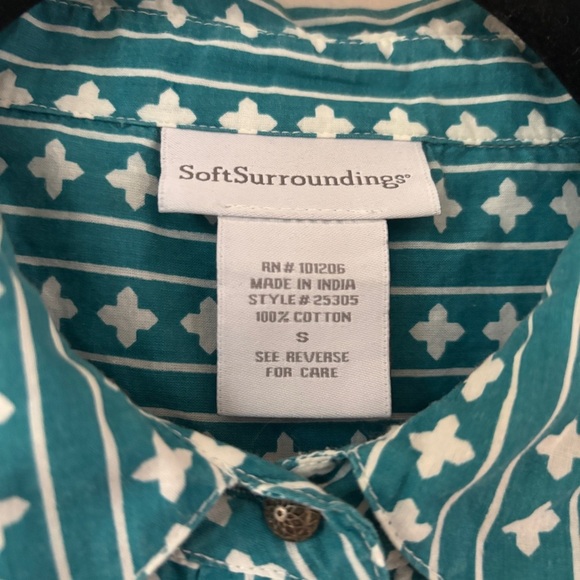 SoftSurroundings®
RN# 101206
MADE IN INDIA
STYLE# 25305
100% COTTON
S
SEE REVERSE
FOR CARE